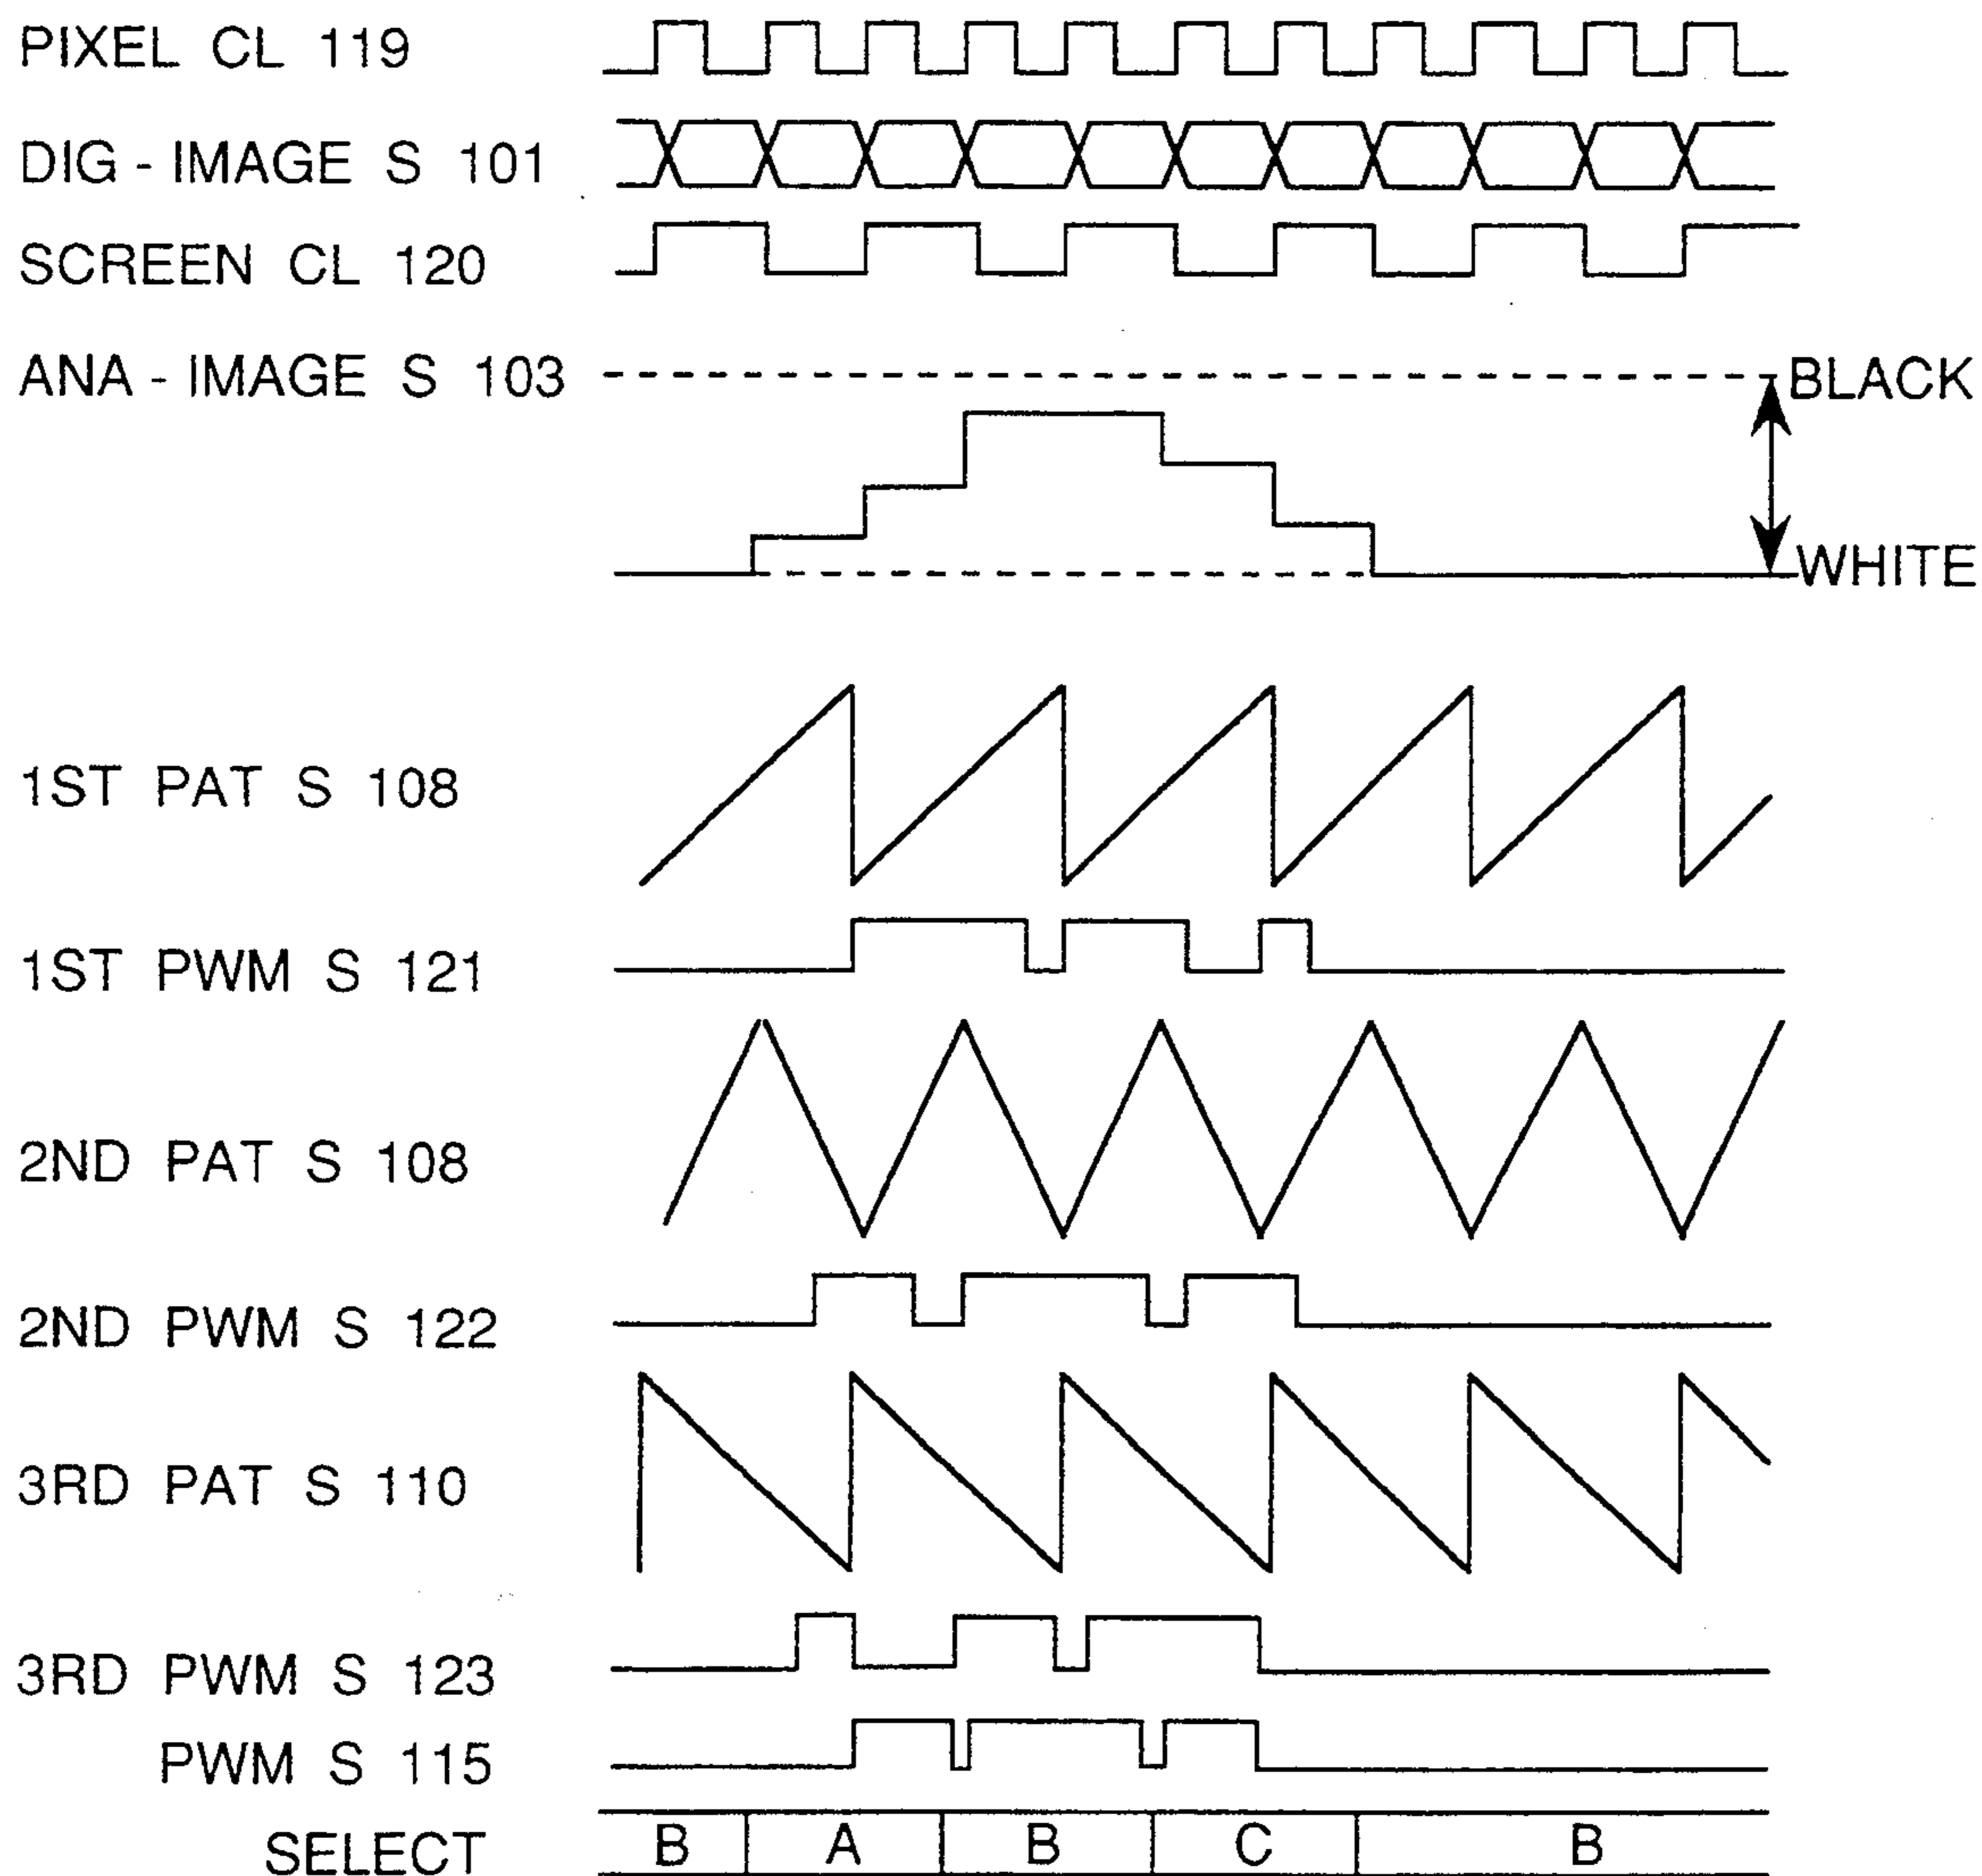 PIXEL CL 119
DIG - IMAGE S 101
SCREEN CL 120
ANA - IMAGE S 103
BLACK
WHITE
1ST PAT S 108
1ST PWM S 121
2ND PAT S 108
2ND PWM S 122
3RD PAT S 110
3RD PWM S 123
PWM S 115
SELECT B A B C B